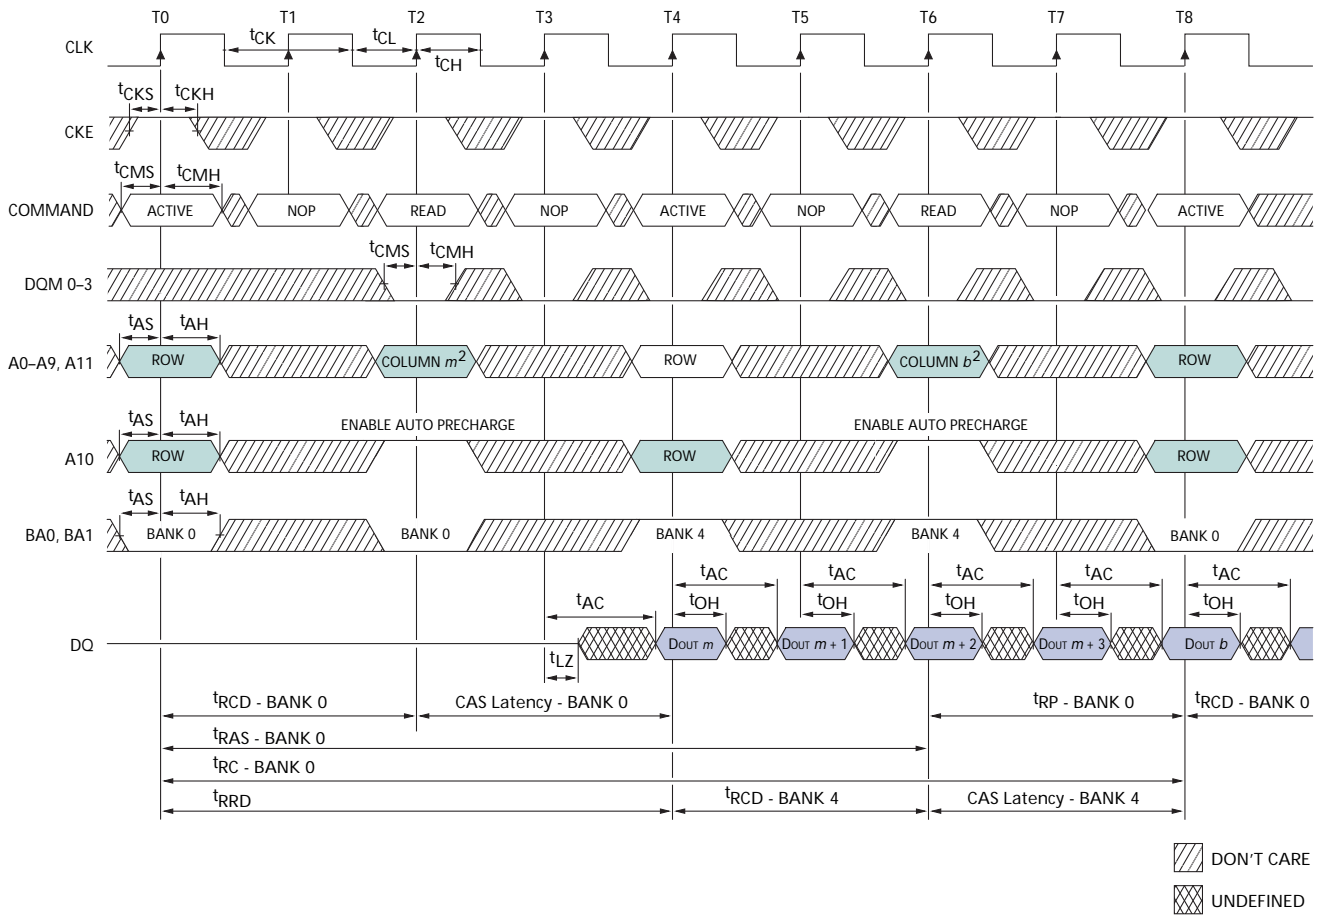 T0 T1 T2 T3 T4 T5 T6 T7 T8
CLK
tCK tCL
tCH
tCKS tCKH
CKE
tCMS tCMH
COMMAND ACTIVE NOP READ NOP ACTIVE NOP READ NOP ACTIVE
tCMS tCMH
DQM 0–3
tAS tAH
A0–A9, A11 ROW COLUMN m2 ROW COLUMN b2 ROW
tAS tAH ENABLE AUTO PRECHARGE ENABLE AUTO PRECHARGE
A10 ROW ROW ROW
tAS tAH
BA0, BA1 BANK 0 BANK 0 BANK 4 BANK 4 BANK 0
tAC tAC tAC tAC tAC
tAC tOH tOH tOH tOH tOH
DQ DOUT m DOUT m + 1 DOUT m + 2 DOUT m + 3 DOUT b
tLZ
tRCD - BANK 0 CAS Latency - BANK 0 tRP - BANK 0 tRCD - BANK 0
tRAS - BANK 0
tRC - BANK 0
tRRD tRCD - BANK 4 CAS Latency - BANK 4
DON'T CARE
UNDEFINED